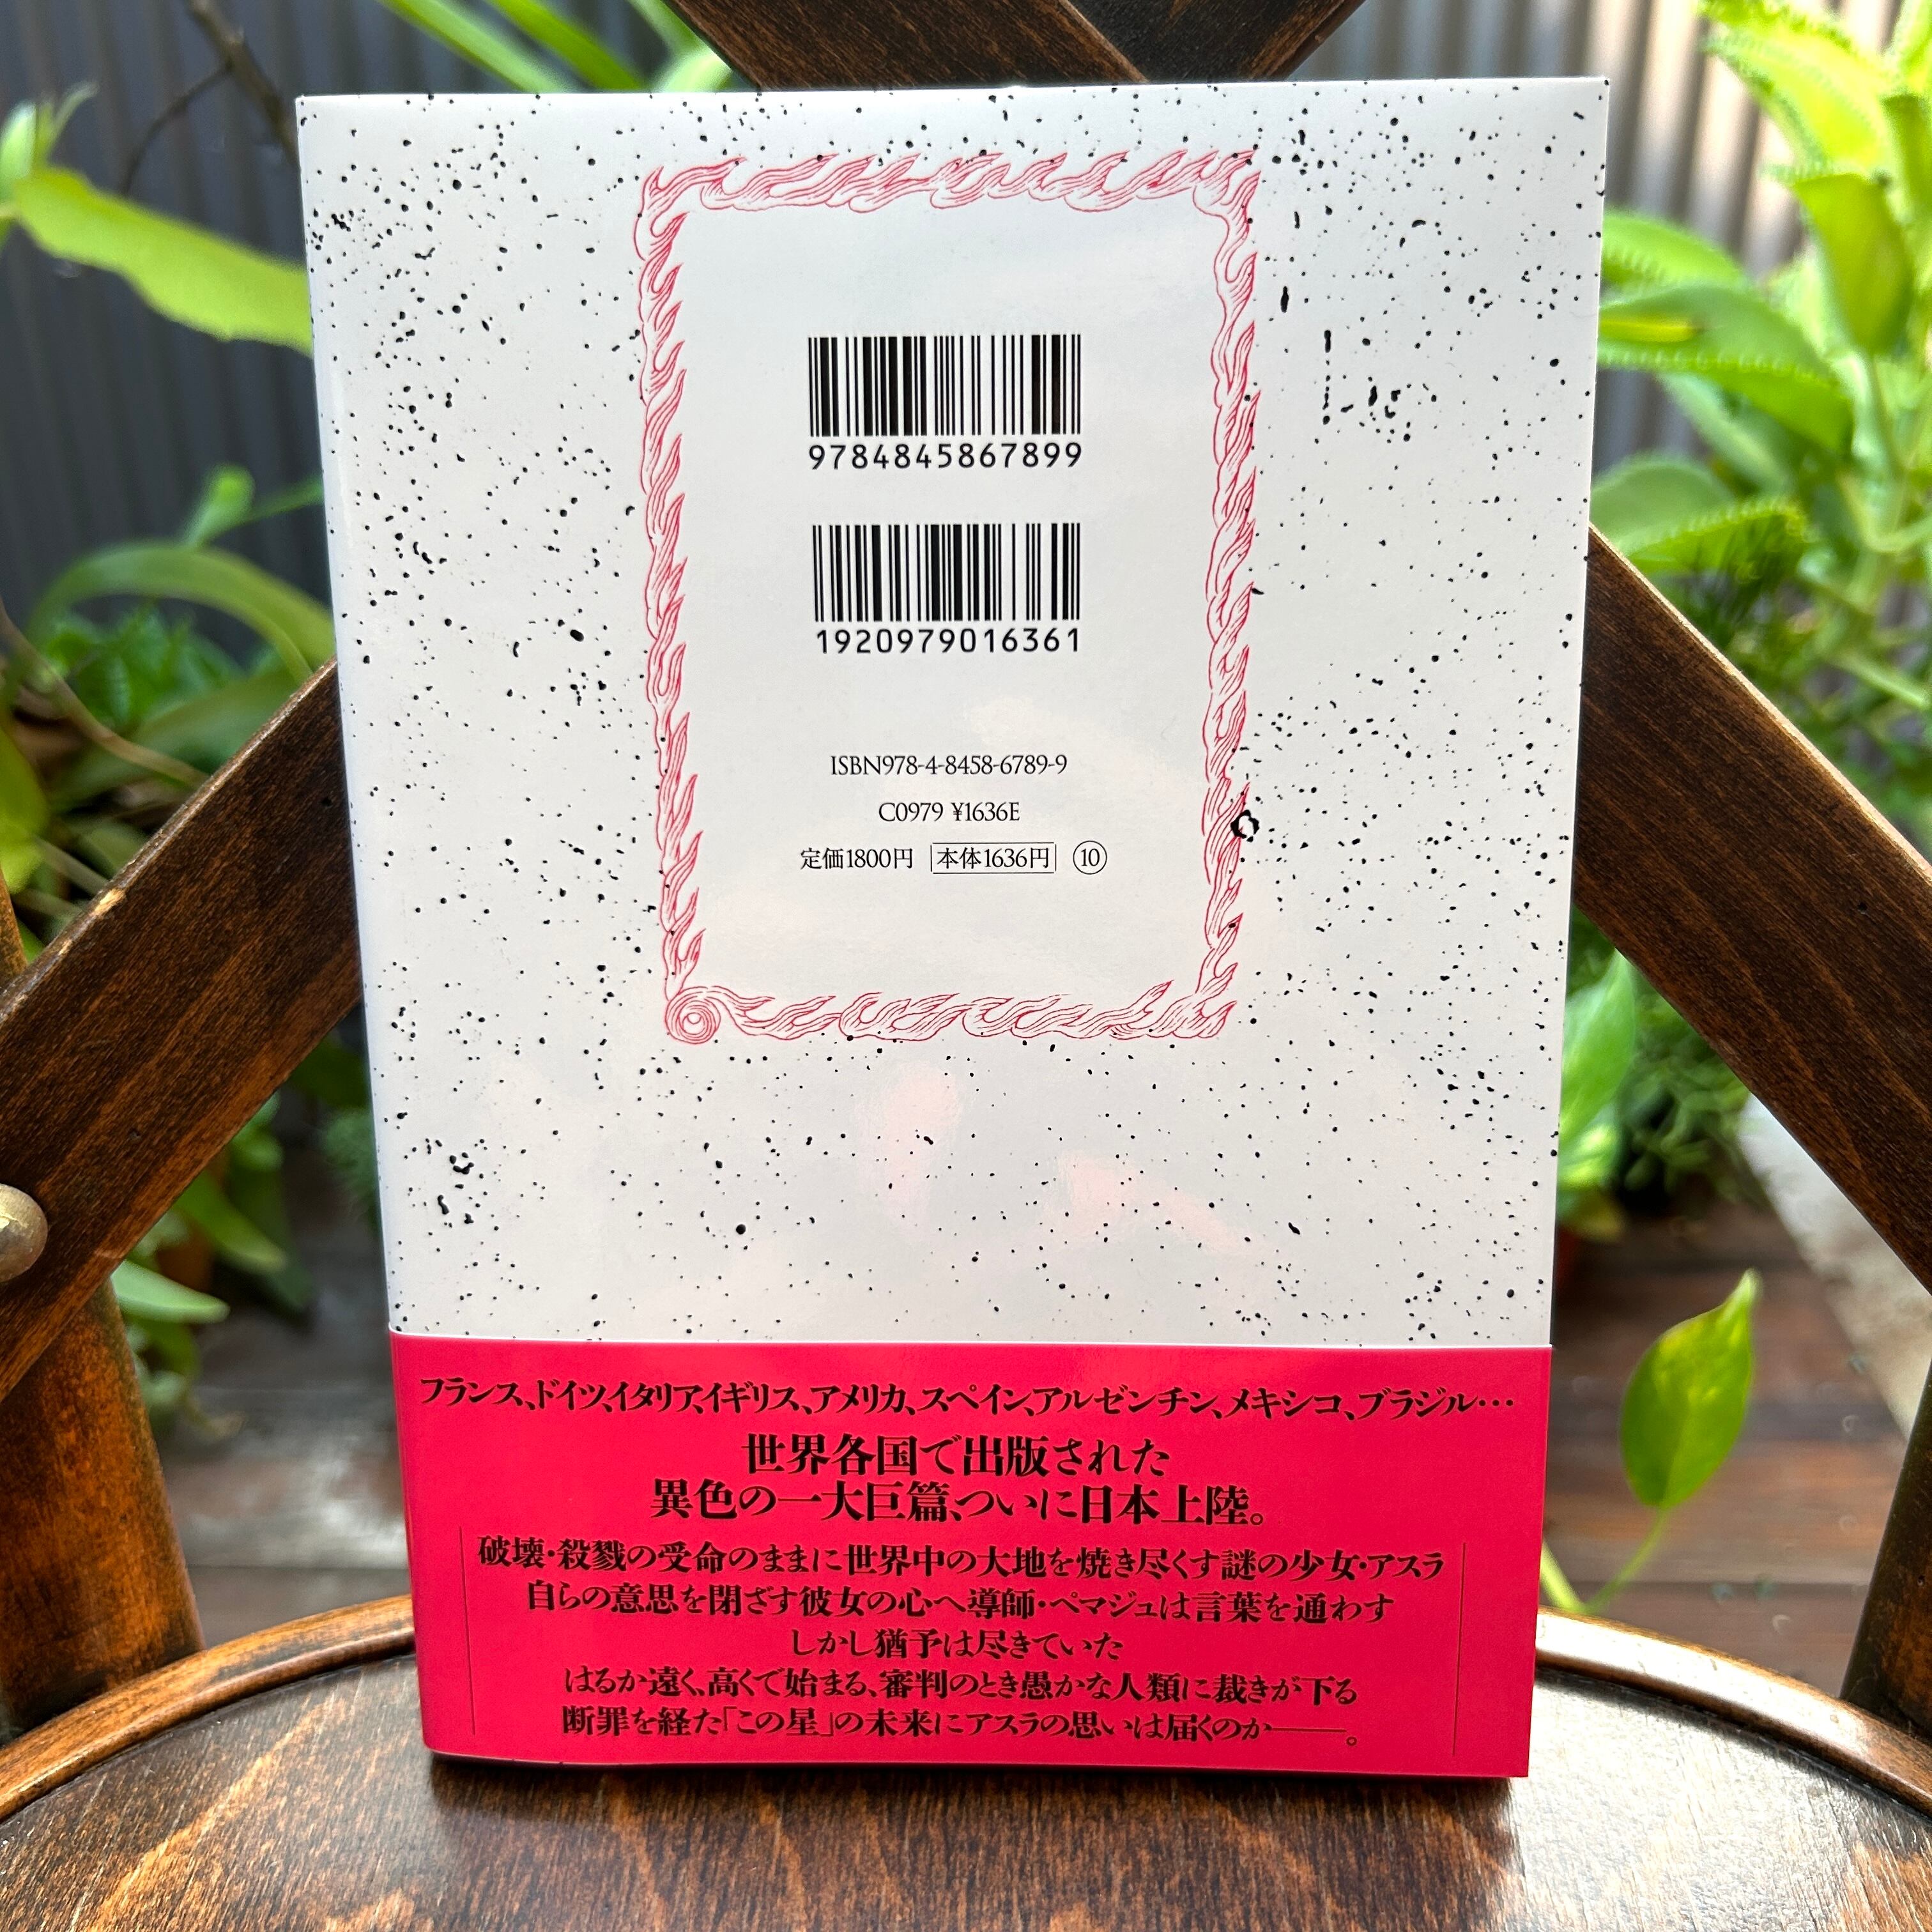 9784845867899
1920979016361
ISBN978-4-8458-6789-9
C0979 ¥1636E
定価1800円 本体1636円 ⑩
フランス、ドイツ、イタリア、イギリス、アメリカ、スペイン、アルゼンチン、メキシコ、ブラジル…
世界各国で出版された
異色の一大巨篇、ついに日本上陸。
破壊・殺戮の受命のままに世界中の大地を焼き尽くす謎の少女・アスラ
自らの意思を閉ざす彼女の心へ導師・ペマジュは言葉を通わす
しかし猶予は尽きていた
はるか遠く、高くで始まる、審判のとき愚かな人類に裁きが下る
断罪を経た「この星」の未来にアスラの思いは届くのか――。